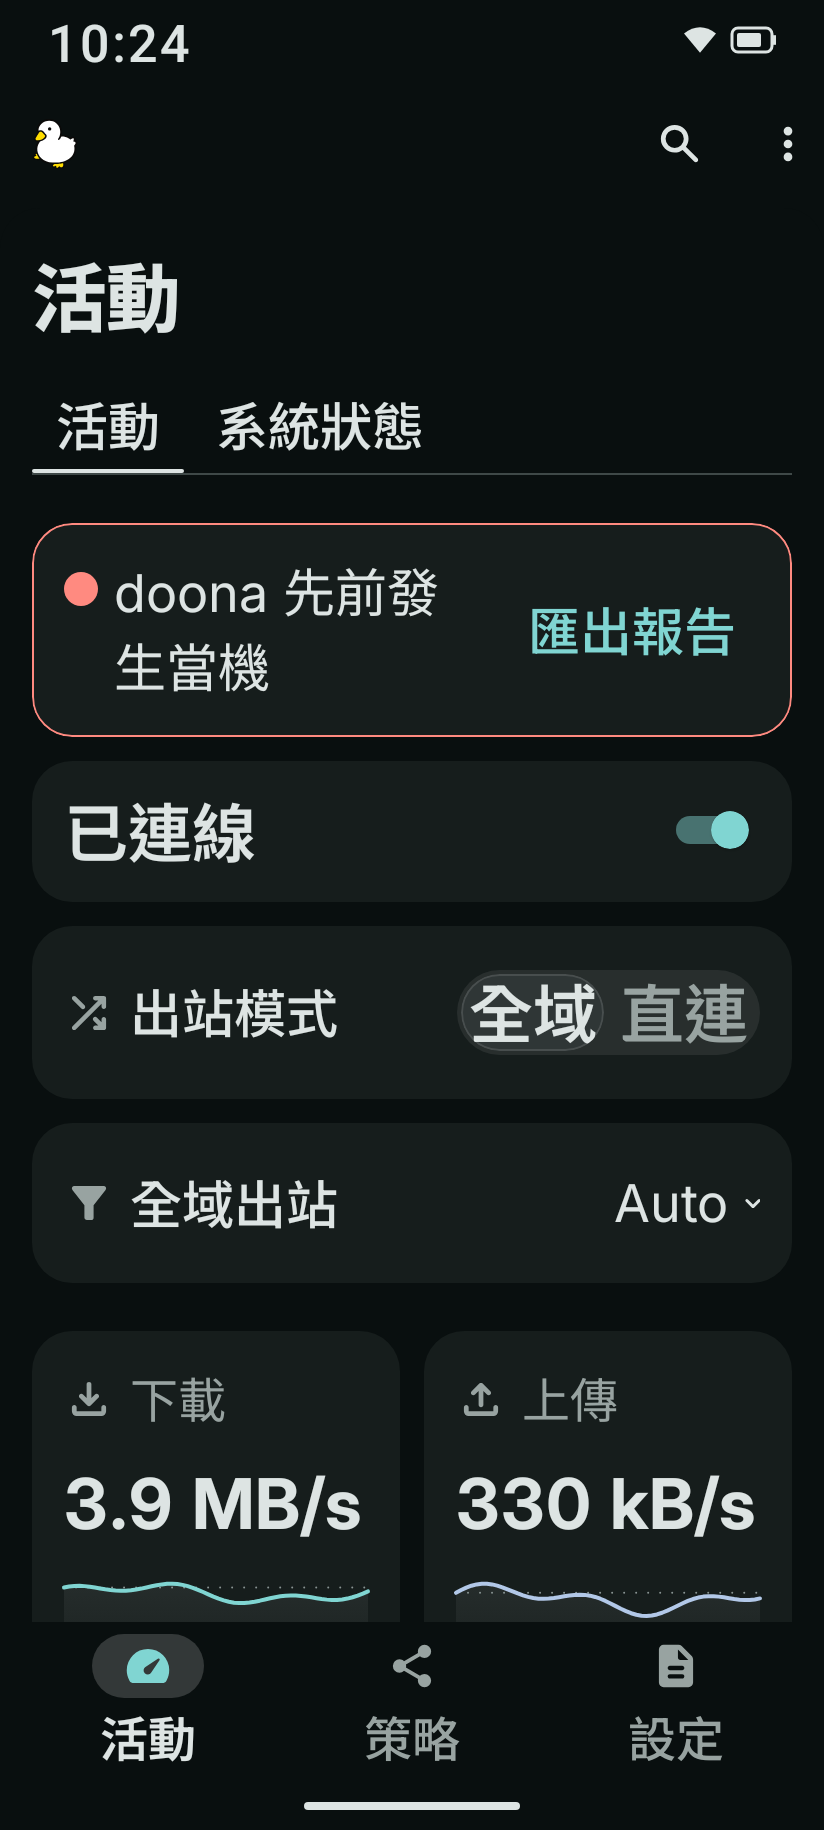 10:24
活動
活動 系統狀態
doona 先前發
生當機
匯出報告
已連線
出站模式 全域 直連
全域出站 Auto
下載 上傳
3.9 MB/s 330 kB/s
活動 策略 設定